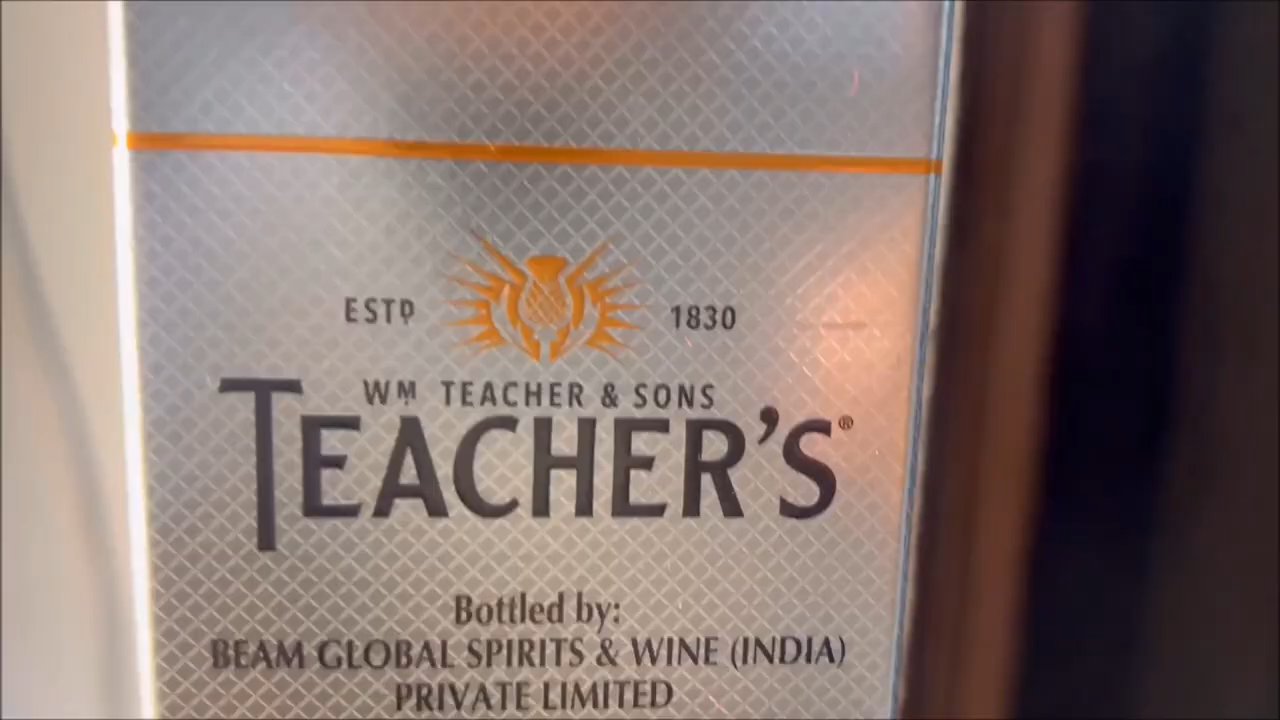 ESTD 1830
WM TEACHER & SONS
TEACHER'S®
Bottled by:
BEAM GLOBAL SPIRITS & WINE (INDIA)
PRIVATE LIMITED